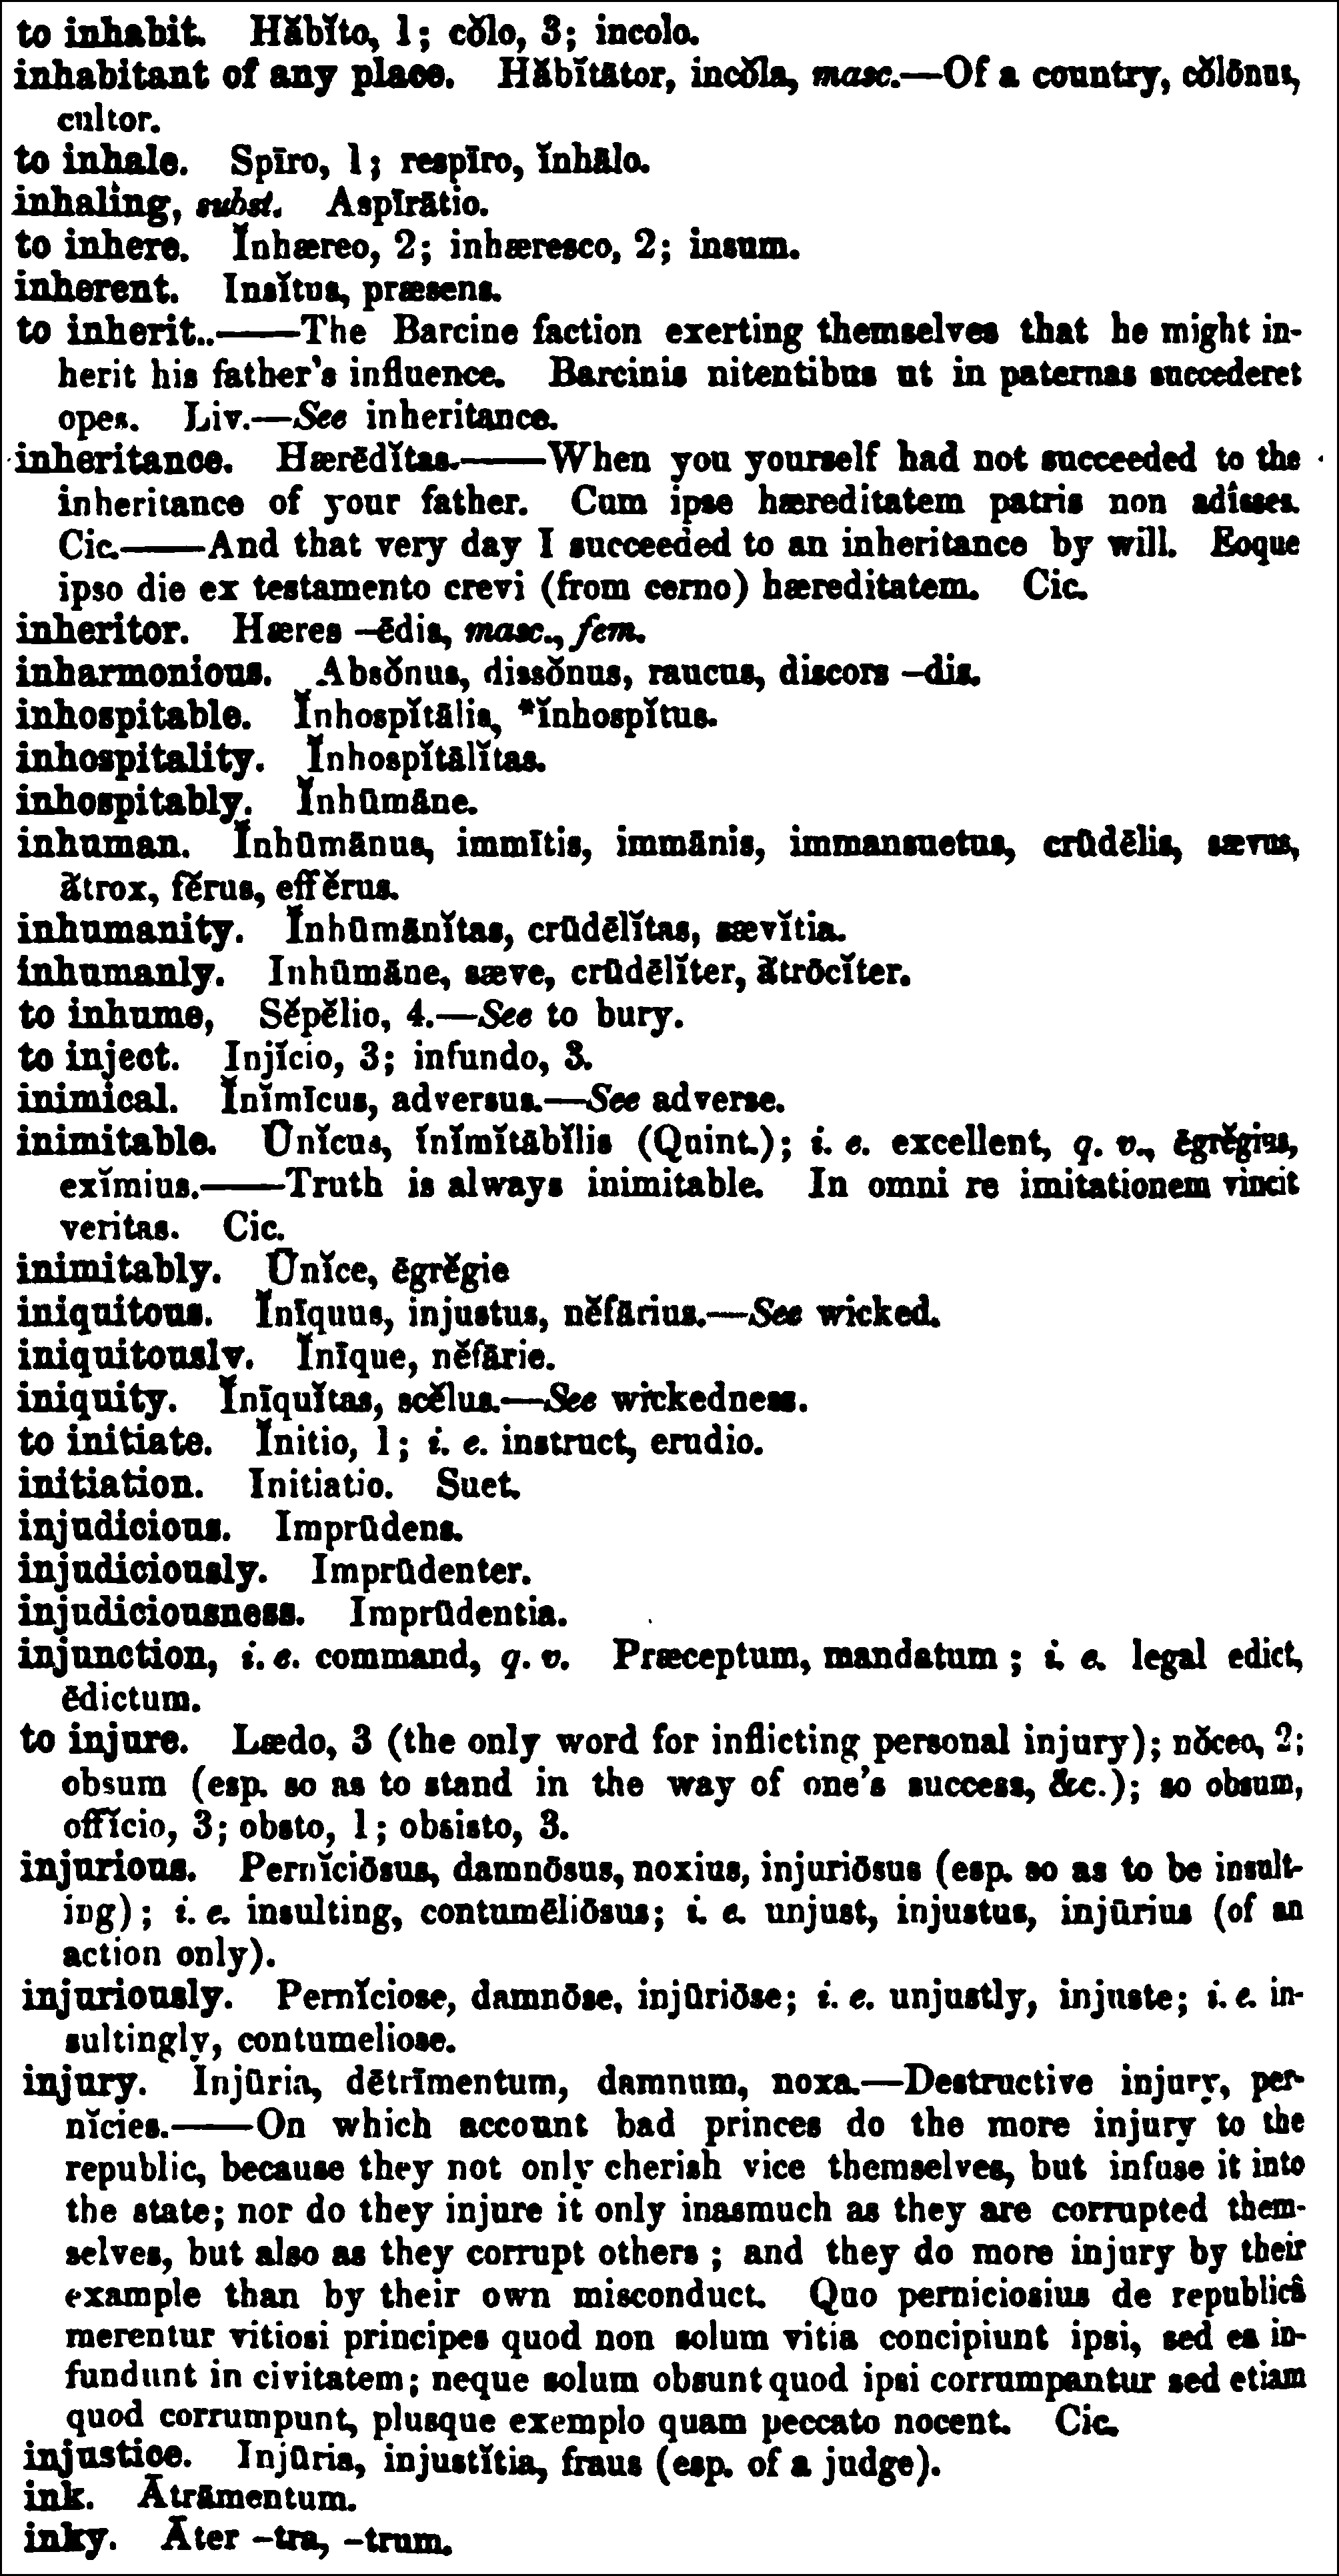 to inhabit. Hăbĭto, 1; cŏlo, 3; incolo.
inhabitant of any place. Hăbĭtātor, incŏla, masc.—Of a country, cŏlōnus,
cultor.
to inhale. Spīro, 1; respīro, ĭnhālo.
inhaling, subst. Aspīrātio.
to inhere. Ĭnhæreo, 2; inhæresco, 2; insum.
inherent. Insĭtus, præsens.
to inherit..——The Barcine faction exerting themselves that he might in-
herit his father's influence. Barcinis nitentibus ut in paternas succederet
opes. Liv.—See inheritance.
inheritance. Hærēdĭtas.——When you yourself had not succeeded to the
inheritance of your father. Cum ipse hæreditatem patris non adîsses.
Cic.——And that very day I succeeded to an inheritance by will. Eoque
ipso die ex testamento crevi (from cerno) hæreditatem. Cic.
inheritor. Hæres –ēdis, masc., fem.
inharmonious. Absŏnus, dissŏnus, raucus, discors –dis.
inhospitable. Ĭnhospĭtālis, *ĭnhospĭtus.
inhospitality. Ĭnhospĭtālĭtas.
inhospitably. Ĭnhūmāne.
inhuman. Ĭnhūmānus, immītis, immānis, immansuetus, crūdēlis, sævus,
ătrox, fĕrus, effĕrus.
inhumanity. Ĭnhūmānĭtas, crūdēlĭtas, sævĭtia.
inhumanly. Inhūmāne, sæve, crūdēlĭter, ătrōcĭter.
to inhume, Sĕpĕlio, 4.—See to bury.
to inject. Injĭcio, 3; infundo, 3.
inimical. Ĭnĭmīcus, adversus.—See adverse.
inimitable. Ūnĭcus, ĭnĭmĭtābĭlis (Quint.); i. e. excellent, q. v., ēgrĕgius,
exĭmius.——Truth is always inimitable. In omni re imitationem vincit
veritas. Cic.
inimitably. Ūnĭce, ēgrĕgie
iniquitous. Ĭnīquus, injustus, nĕfārius.—See wicked.
iniquitously. Ĭnīque, nĕfārie.
iniquity. Ĭnīquĭtas, scĕlus.—See wickedness.
to initiate. Ĭnitio, 1; i. e. instruct, erudio.
initiation. Initiatio. Suet.
injudicious. Imprūdens.
injudiciously. Imprūdenter.
injudiciousness. Imprūdentia.
injunction, i. e. command, q. v. Præceptum, mandatum; i. e. legal edict,
ēdictum.
to injure. Lædo, 3 (the only word for inflicting personal injury); nŏceo, 2;
obsum (esp. so as to stand in the way of one's success, &c.); so obsum,
offĭcio, 3; obsto, 1; obsisto, 3.
injurious. Pernĭciōsus, damnōsus, noxius, injuriōsus (esp. so as to be insult-
ing); i. e. insulting, contumēliōsus; i. e. unjust, injustus, injūrius (of an
action only).
injuriously. Pernĭciose, damnōse, injūriōse; i. e. unjustly, injuste; i. e. in-
sultingly, contumeliose.
injury. Injūria, dētrīmentum, damnum, noxa.—Destructive injury, per-
nĭcies.——On which account bad princes do the more injury to the
republic, because they not only cherish vice themselves, but infuse it into
the state; nor do they injure it only inasmuch as they are corrupted them-
selves, but also as they corrupt others; and they do more injury by their
example than by their own misconduct. Quo perniciosius de republicâ
merentur vitiosi principes quod non solum vitia concipiunt ipsi, sed ea in-
fundunt in civitatem; neque solum obsunt quod ipsi corrumpantur sed etiam
quod corrumpunt, plusque exemplo quam peccato nocent. Cic.
injustice. Injūria, injustĭtia, fraus (esp. of a judge).
ink. Ātrāmentum.
inky. Āter –tra, –trum.